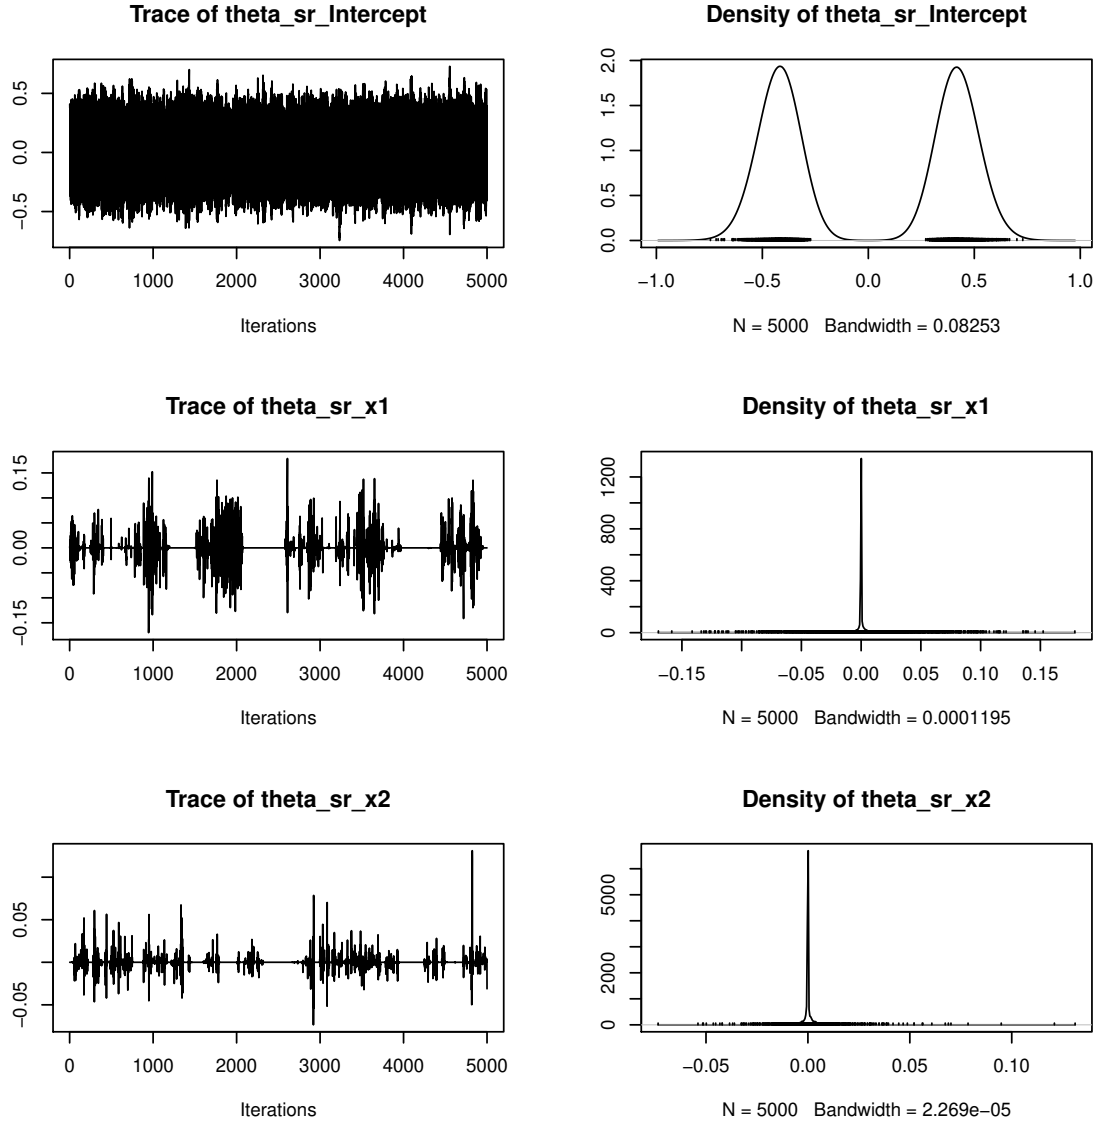 Trace of theta_sr_Intercept
−0.5 0.0 0.5
0 1000 2000 3000 4000 5000
Iterations
Density of theta_sr_Intercept
0.0 0.5 1.0 1.5 2.0
−1.0 −0.5 0.0 0.5 1.0
N = 5000 Bandwidth = 0.08253
Trace of theta_sr_x1
−0.15 0.00 0.15
0 1000 2000 3000 4000 5000
Iterations
Density of theta_sr_x1
0 400 800 1200
−0.15 −0.05 0.00 0.05 0.10 0.15
N = 5000 Bandwidth = 0.0001195
Trace of theta_sr_x2
−0.05 0.05
0 1000 2000 3000 4000 5000
Iterations
Density of theta_sr_x2
0 2000 5000
−0.05 0.00 0.05 0.10
N = 5000 Bandwidth = 2.269e−05